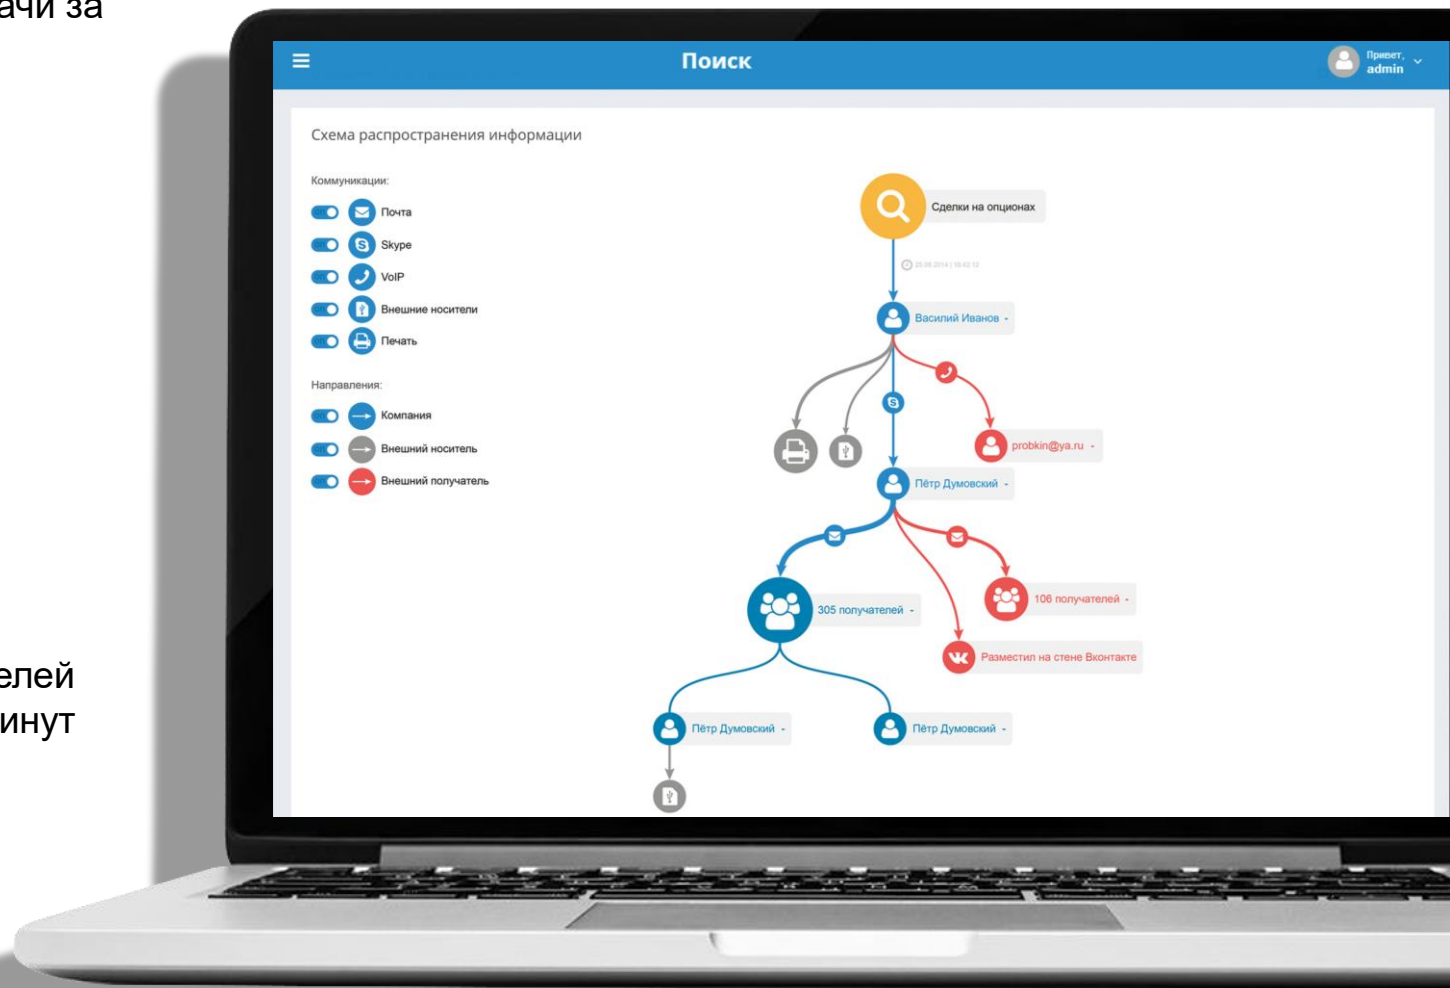 ачи за
Поиск
Привет,
admin
Схема распространения информации
Коммуникации:
Почта
Skype
VoIP
Внешние носители
Печать
Направления:
Компания
Внешний носитель
Внешний получатель
Сделки на опционах
Василий Иванов
probkin@ya.ru
Пётр Думовский
305 получателей
106 получателей
Разместил на стене Вконтакте
Пётр Думовский
Пётр Думовский
елей
инут